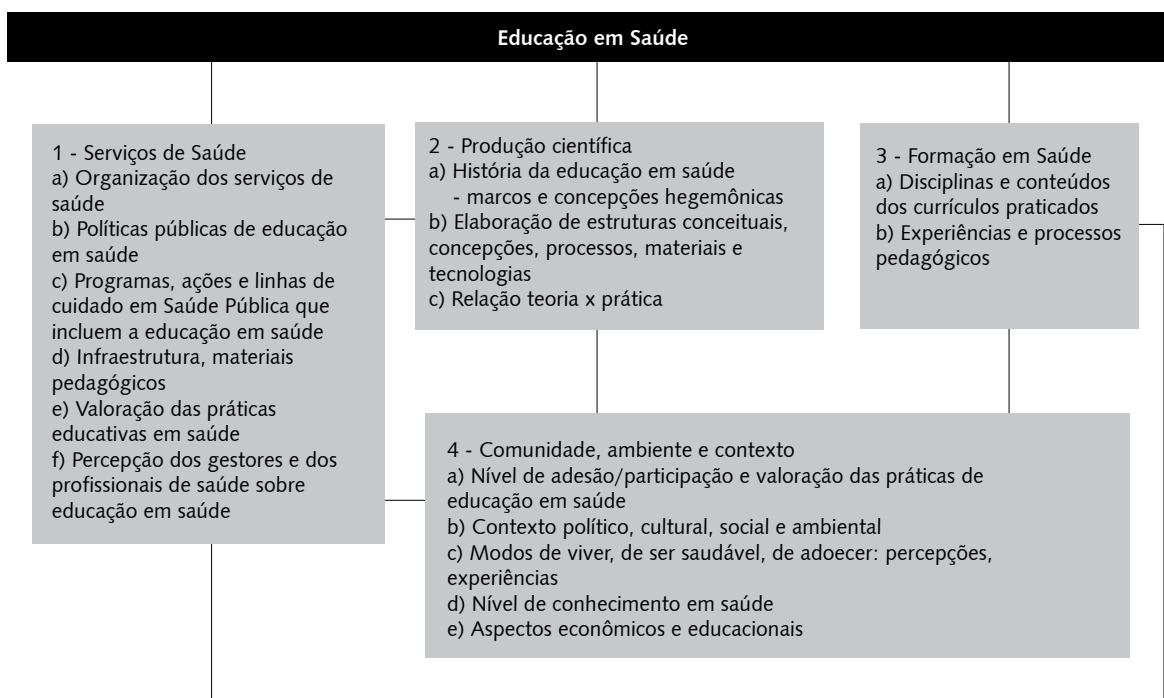 Educação em Saúde
1 - Serviços de Saúde
a) Organização dos serviços de
saúde
b) Políticas públicas de educação
em saúde
c) Programas, ações e linhas de
cuidado em Saúde Pública que
incluem a educação em saúde
d) Infraestrutura, materiais
pedagógicos
e) Valoração das práticas
educativas em saúde
f) Percepção dos gestores e dos
profissionais de saúde sobre
educação em saúde
2 - Produção científica
a) História da educação em saúde
- marcos e concepções hegemônicas
b) Elaboração de estruturas conceituais,
concepções, processos, materiais e
tecnologias
c) Relação teoria x prática
3 - Formação em Saúde
a) Disciplinas e conteúdos
dos currículos praticados
b) Experiências e processos
pedagógicos
4 - Comunidade, ambiente e contexto
a) Nível de adesão/participação e valoração das práticas de
educação em saúde
b) Contexto político, cultural, social e ambiental
c) Modos de viver, de ser saudável, de adoecer: percepções,
experiências
d) Nível de conhecimento em saúde
e) Aspectos econômicos e educacionais